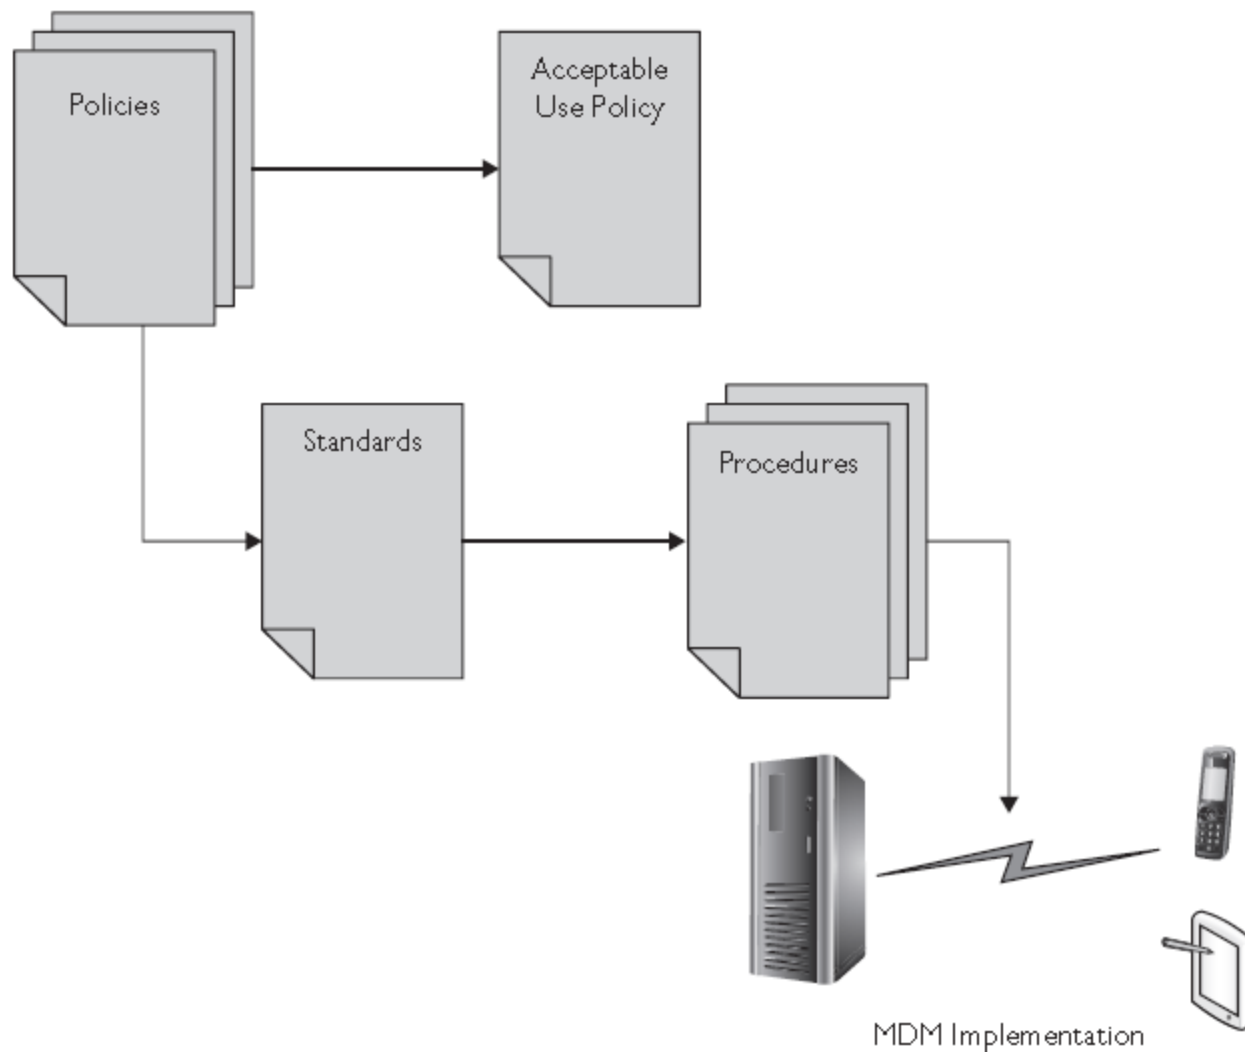 Policies
Acceptable
Use Policy
Standards
Procedures
MDM Implementation